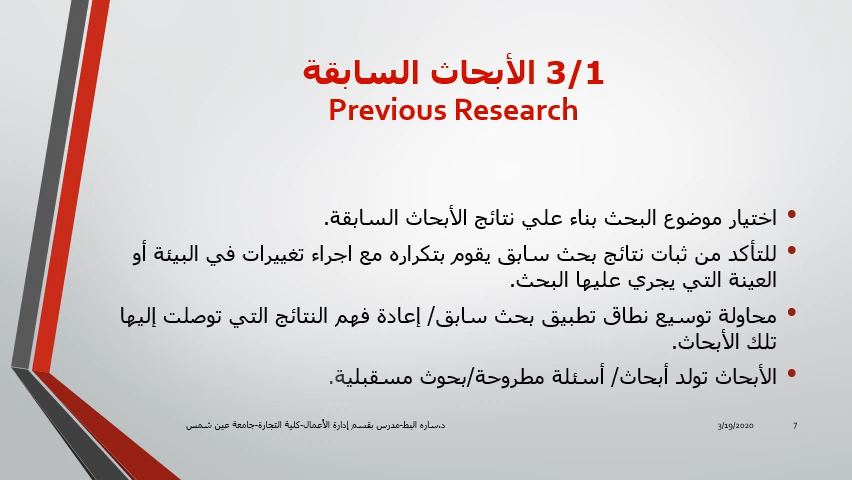 3/1 الأبحاث السابقة
Previous Research
• اختيار موضوع البحث بناء علي نتائج الأبحاث السابقة.
• للتأكد من ثبات نتائج بحث سابق يقوم بتكراره مع اجراء تغييرات في البيئة أو
العينة التي يجري عليها البحث.
• محاولة توسيع نطاق تطبيق بحث سابق/ إعادة فهم النتائج التي توصلت إليها
تلك الأبحاث.
• الأبحاث تولد أبحاث/ أسئلة مطروحة/بحوث مسقبلية.
د.ساره البط-مدرس بقسم إدارة الأعمال-كلية التجارة-جامعة عين شمس
3/19/2020
7